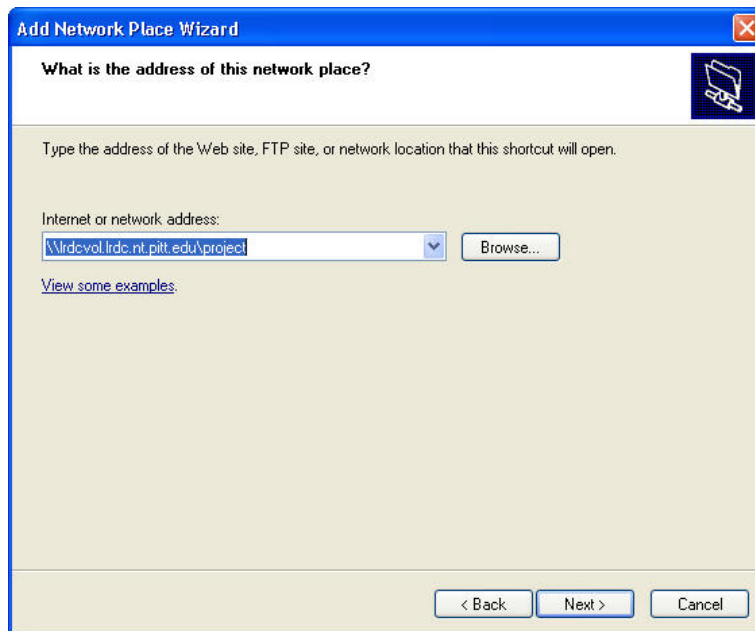 Add Network Place Wizard
What is the address of this network place?
Type the address of the Web site, FTP site, or network location that this shortcut will open.
Internet or network address:
\\lrdcvol.lrdc.nt.pitt.edu\project
Browse...
View some examples.
< Back
Next >
Cancel